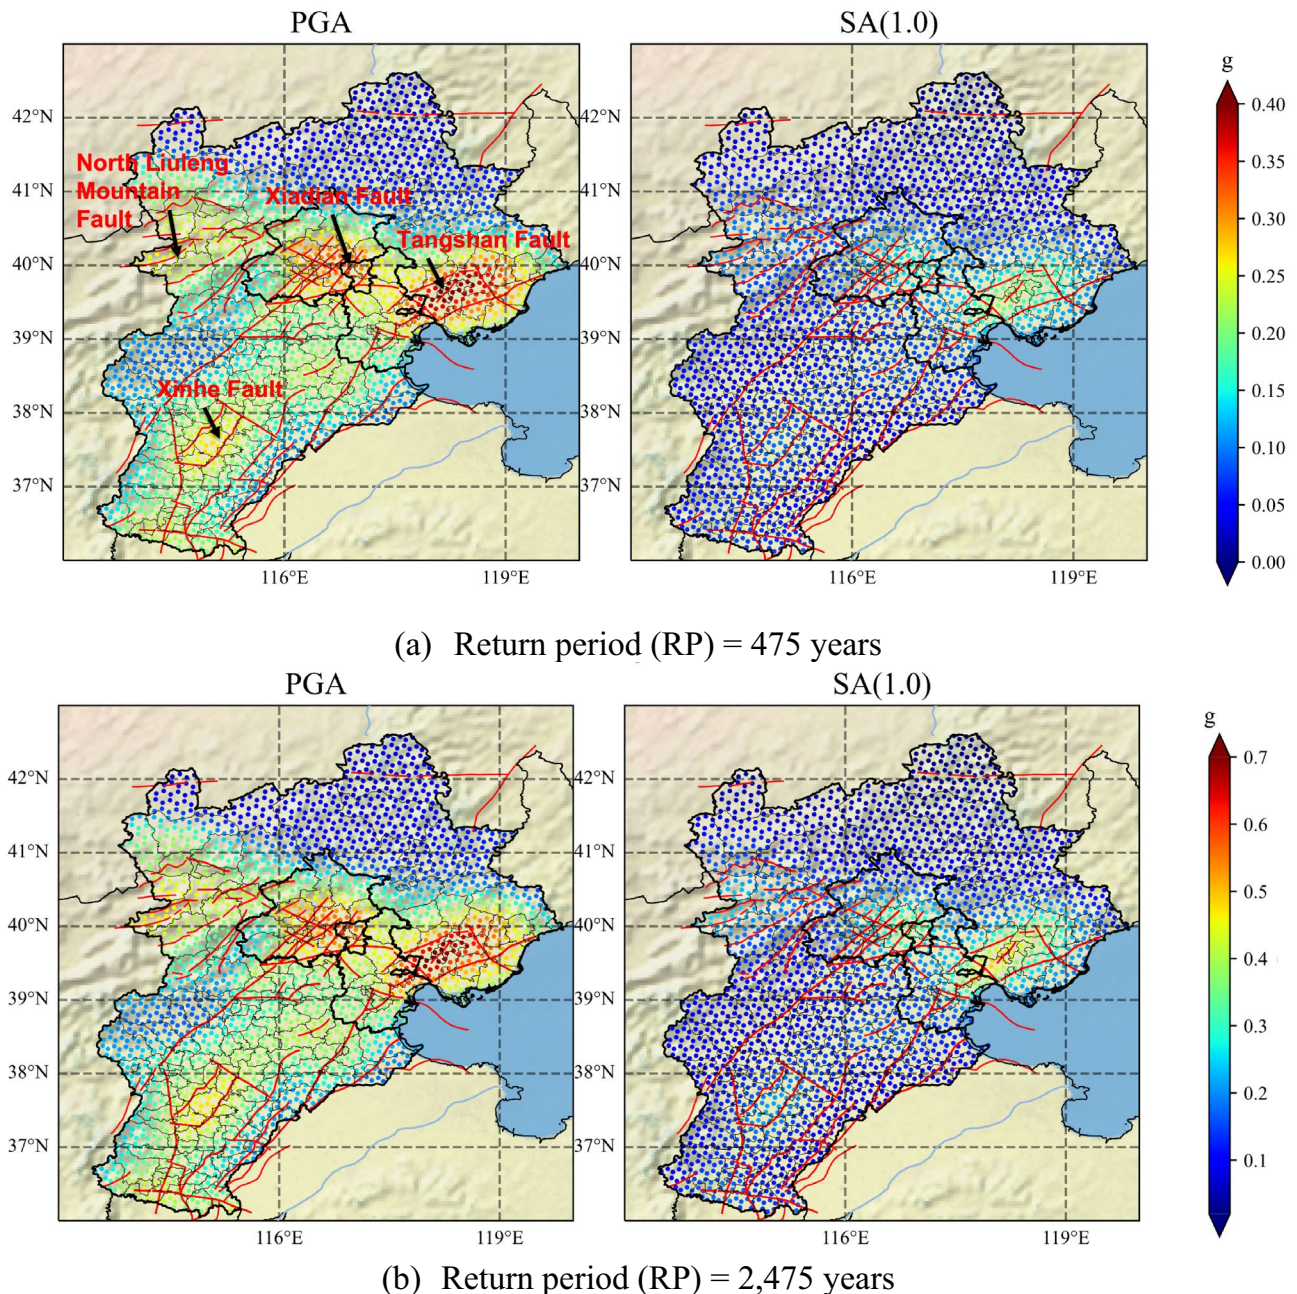 PGA
SA(1.0)
g
42°N
41°N
40°N
39°N
38°N
37°N
116°E
119°E
North Liuleng
Mountain
Fault
Xiadian Fault
Tangshan Fault
Xinhe Fault
42°N
41°N
40°N
39°N
38°N
37°N
116°E
119°E
0.40
0.35
0.30
0.25
0.20
0.15
0.10
0.05
0.00
(a) Return period (RP) = 475 years
PGA
SA(1.0)
g
42°N
41°N
40°N
39°N
38°N
37°N
116°E
119°E
42°N
41°N
40°N
39°N
38°N
37°N
116°E
119°E
0.7
0.6
0.5
0.4
0.3
0.2
0.1
(b) Return period (RP) = 2,475 years